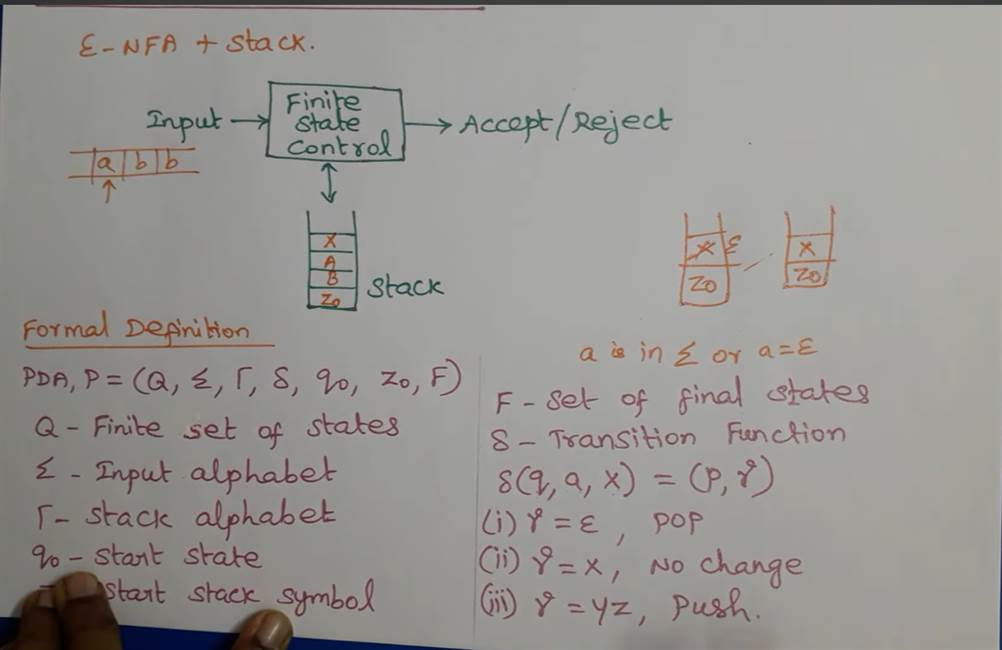 ε-NFA + Stack.
Input → Finite State Control → Accept/Reject
a b b
X
A
B
Z0
Stack
X ε
Z0
X
Z0
Formal Definition
PDA, P = (Q, Σ, Γ, δ, q0, Z0, F)
Q - Finite set of states
Σ - Input alphabet
Γ - Stack alphabet
q0 - Start state
Start stack symbol
a is in Σ or a = ε
F - Set of final states
δ - Transition Function
δ(q, a, X) = (p, γ)
(i) γ = ε, POP
(ii) γ = X, No change
(iii) γ = YZ, Push.